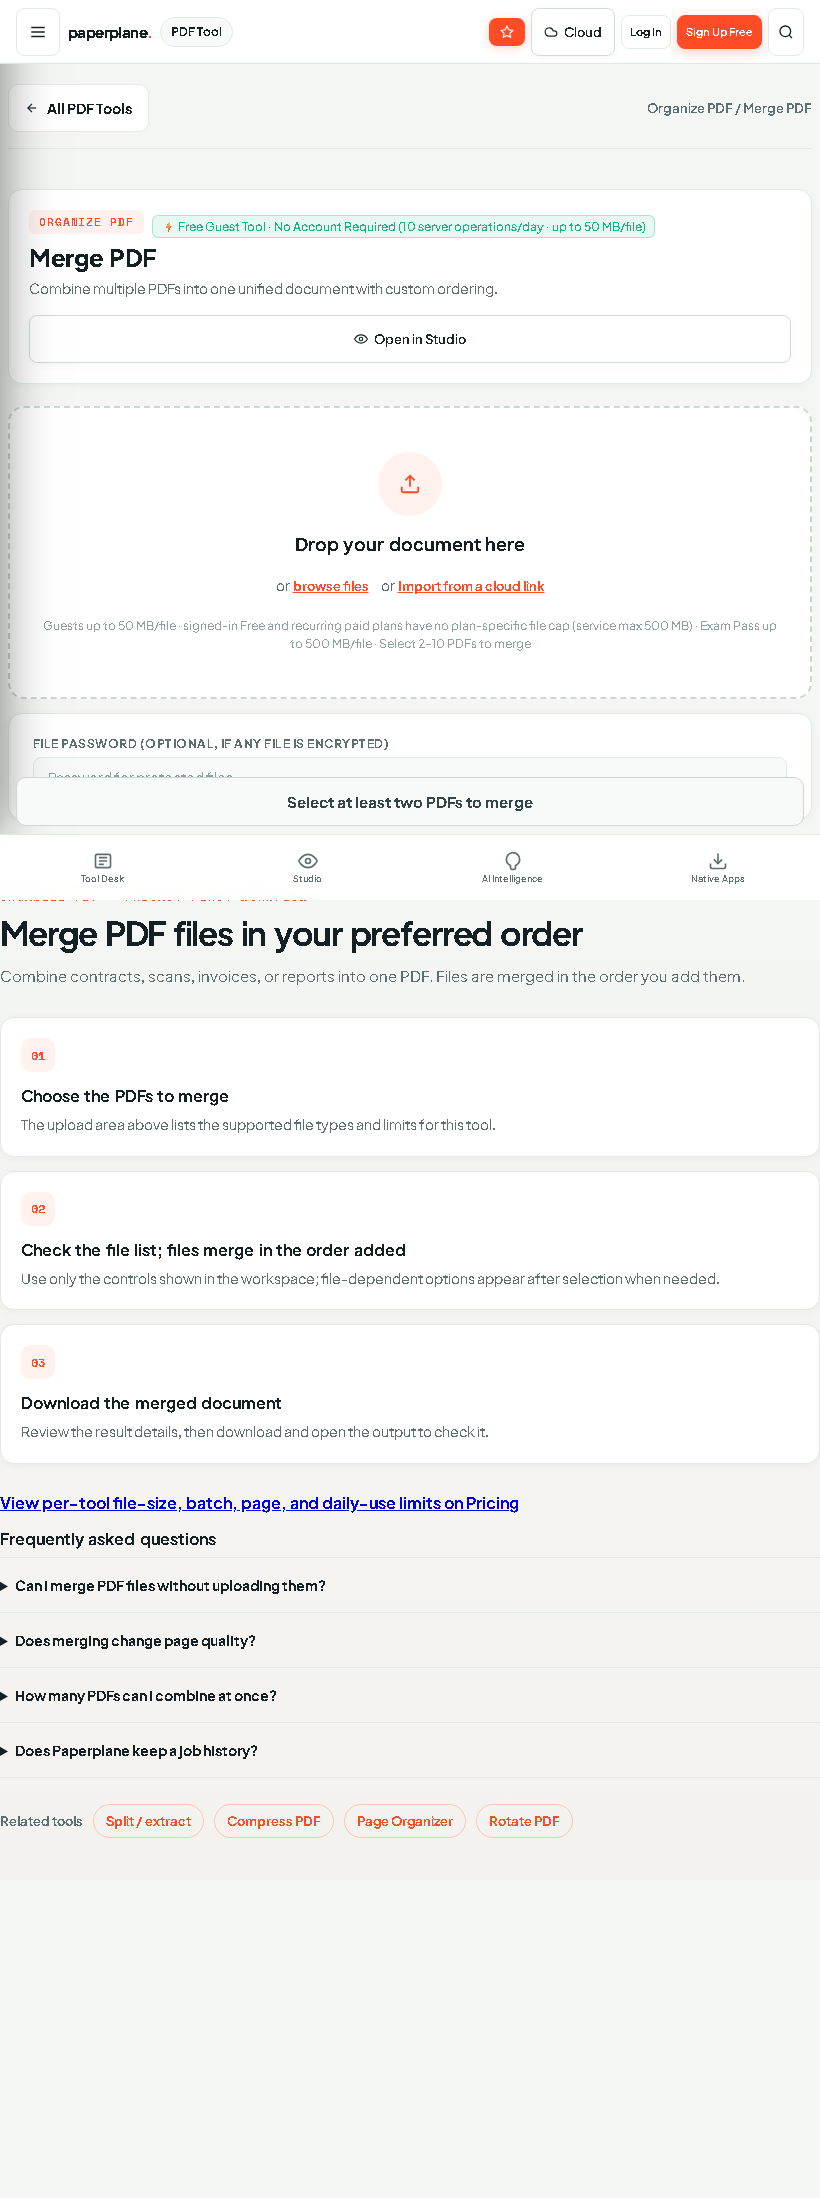 paperplane.
PDF Tool
Cloud
Log In
Sign Up Free
All PDF Tools
Organize PDF / Merge PDF
ORGANIZE PDF
Free Guest Tool · No Account Required (10 server operations/day · up to 50 MB/file)
Merge PDF
Combine multiple PDFs into one unified document with custom ordering.
Open in Studio
Drop your document here
or browse files or Import from a cloud link
Guests up to 50 MB/file · signed-in Free and recurring paid plans have no plan-specific file cap (service max 500 MB) · Exam Pass up
to 500 MB/file · Select 2–10 PDFs to merge
FILE PASSWORD (OPTIONAL, IF ANY FILE IS ENCRYPTED)
Password for protected files
Select at least two PDFs to merge
Tool Desk
Studio
AI Intelligence
Native Apps
Merge PDF files in your preferred order
Combine contracts, scans, invoices, or reports into one PDF. Files are merged in the order you add them.
01
Choose the PDFs to merge
The upload area above lists the supported file types and limits for this tool.
02
Check the file list; files merge in the order added
Use only the controls shown in the workspace; file-dependent options appear after selection when needed.
03
Download the merged document
Review the result details, then download and open the output to check it.
View per-tool file-size, batch, page, and daily-use limits on Pricing
Frequently asked questions
Can I merge PDF files without uploading them?
Does merging change page quality?
How many PDFs can I combine at once?
Does Paperplane keep a job history?
Related tools
Split / extract
Compress PDF
Page Organizer
Rotate PDF